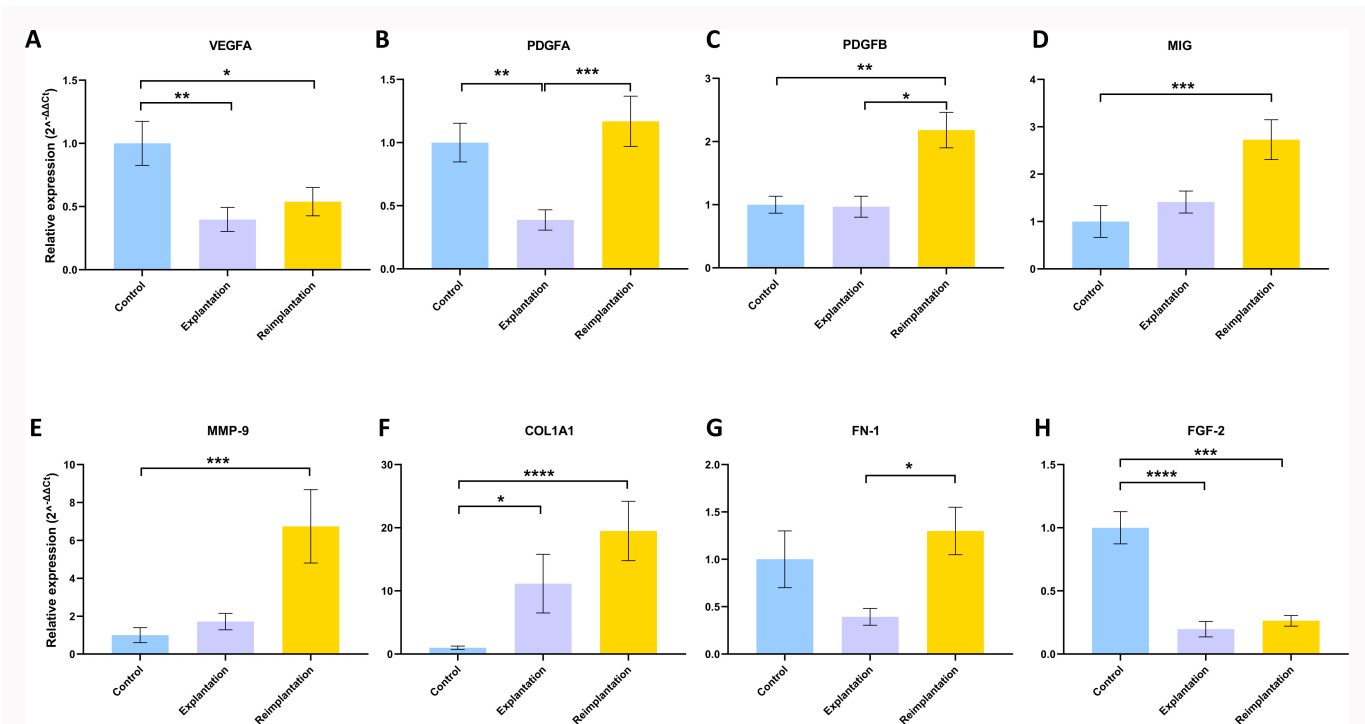 A
VEGFA
Relative expression (2^-ΔΔCt)
1.5
1.0
0.5
0.0
*
**
Control
Explantation
Reimplantation
B
PDGFA
1.5
1.0
0.5
0.0
**
***
Control
Explantation
Reimplantation
C
PDGFB
3
2
1
0
**
*
Control
Explantation
Reimplantation
D
MIG
4
3
2
1
0
***
Control
Explantation
Reimplantation
E
MMP-9
Relative expression (2^-ΔΔCt)
10
8
6
4
2
0
***
Control
Explantation
Reimplantation
F
COL1A1
30
20
10
0
****
*
Control
Explantation
Reimplantation
G
FN-1
2.0
1.5
1.0
0.5
0.0
*
Control
Explantation
Reimplantation
H
FGF-2
1.5
1.0
0.5
0.0
***
****
Control
Explantation
Reimplantation